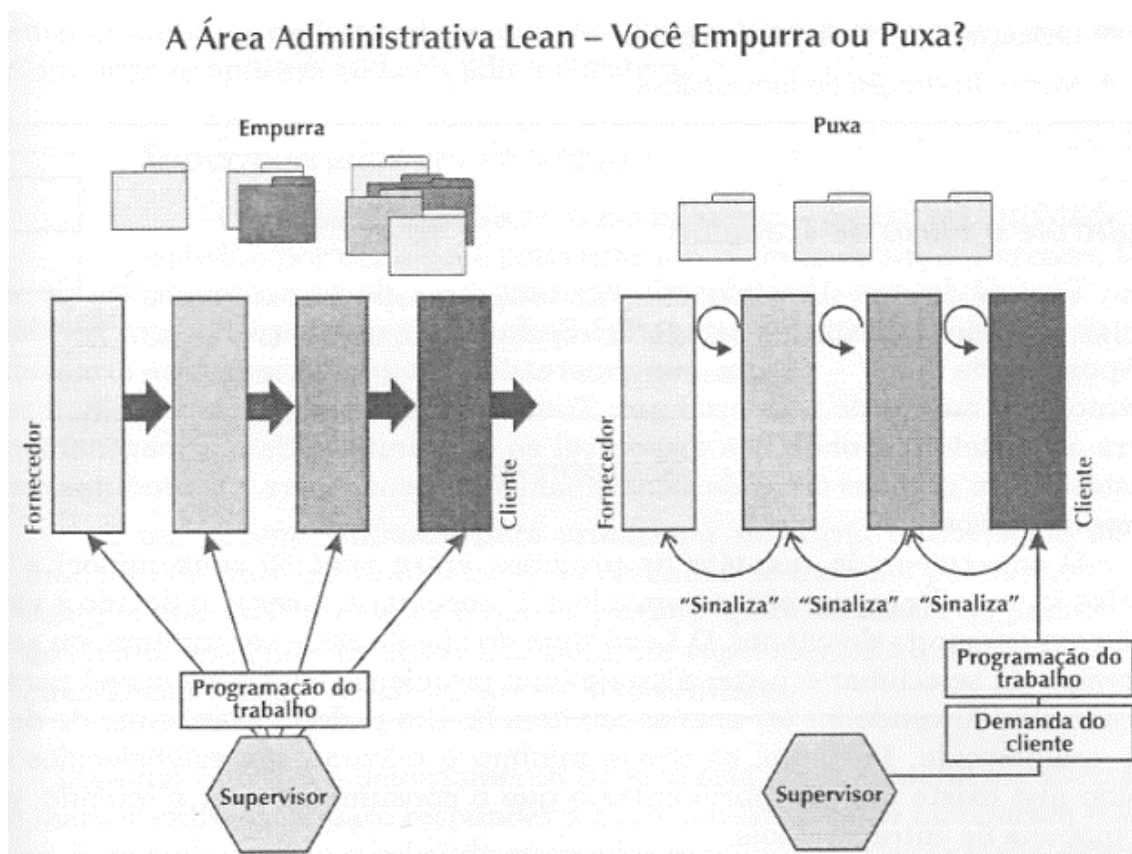 A Área Administrativa Lean – Você Empurra ou Puxa?
Empurra
Fornecedor
Cliente
Programação do
trabalho
Supervisor
Puxa
Fornecedor
Cliente
“Sinaliza” “Sinaliza” “Sinaliza”
Programação do
trabalho
Demanda do
cliente
Supervisor